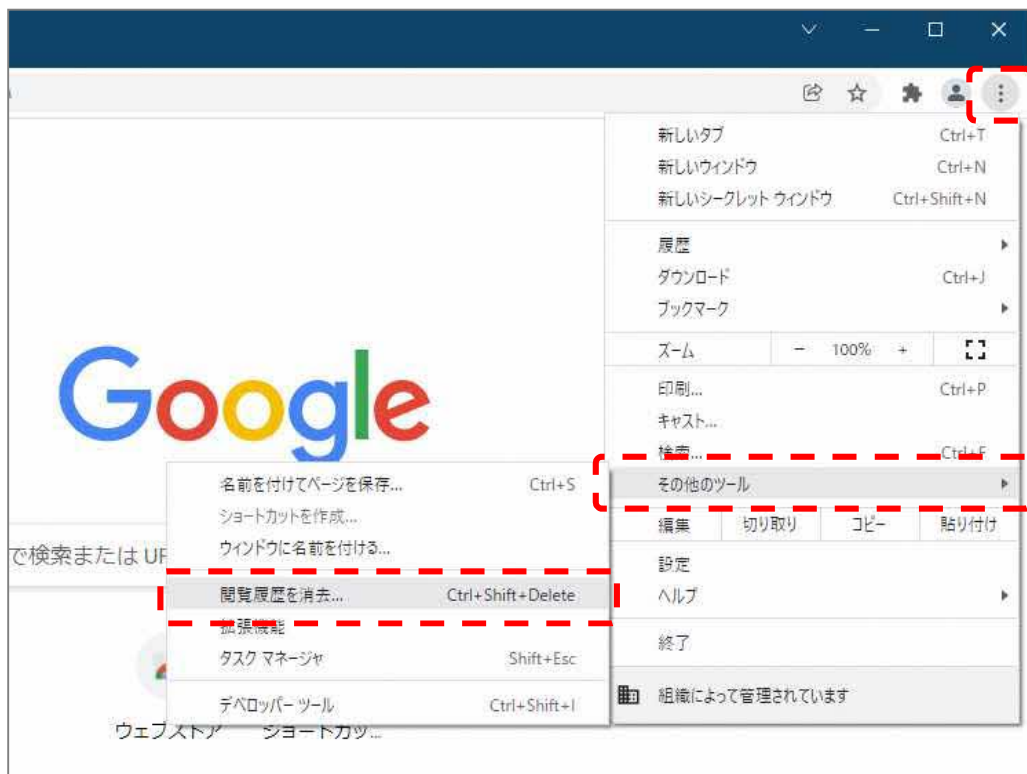 新しいタブ Ctrl+T
新しいウィンドウ Ctrl+N
新しいシークレット ウィンドウ Ctrl+Shift+N
履歴
ダウンロード Ctrl+J
ブックマーク
ズーム － 100% +
印刷... Ctrl+P
キャスト...
検索... Ctrl+F
その他のツール
編集 切り取り コピー 貼り付け
設定
ヘルプ
終了
組織によって管理されています
Google
名前を付けてページを保存... Ctrl+S
ショートカットを作成...
ウィンドウに名前を付ける...
閲覧履歴を消去... Ctrl+Shift+Delete
拡張機能
タスク マネージャ Shift+Esc
デベロッパー ツール Ctrl+Shift+I
で検索または UR
ウェブストア ショートカッ...